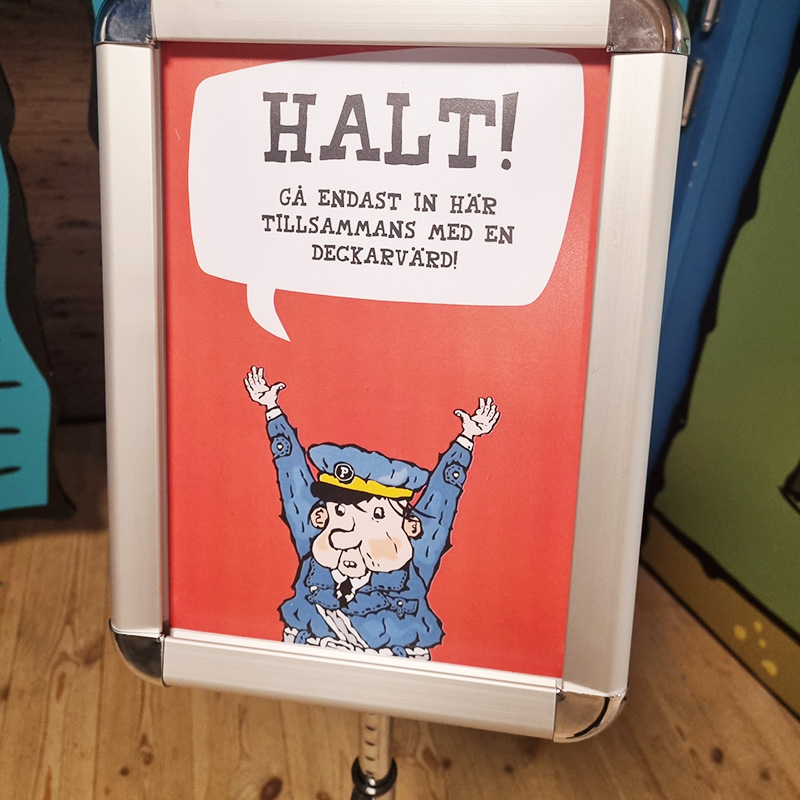 HALT!
GÅ ENDAST IN HÄR
TILLSAMMANS MED EN
DECKARVÄRD!
P